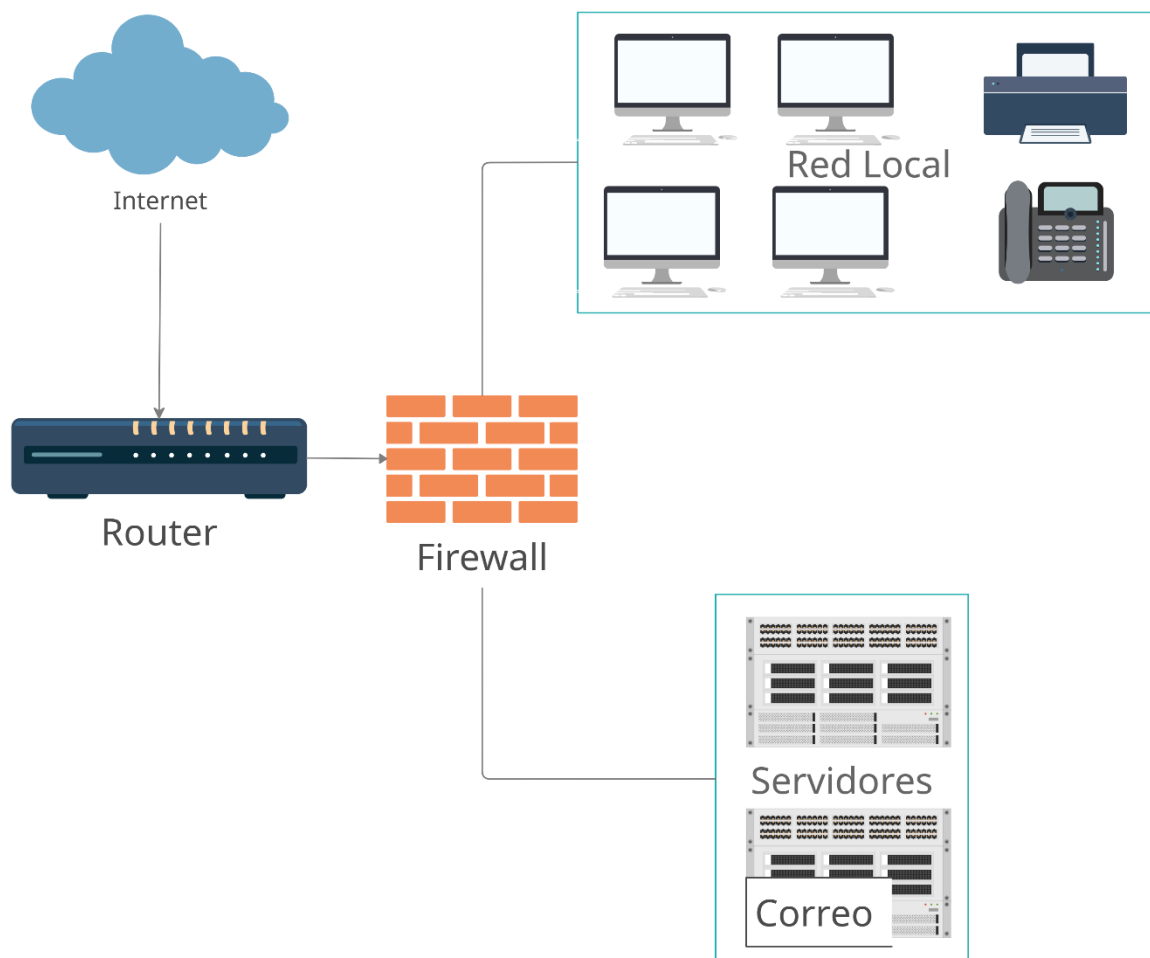 Internet
Red Local
Router
Firewall
Servidores
Correo